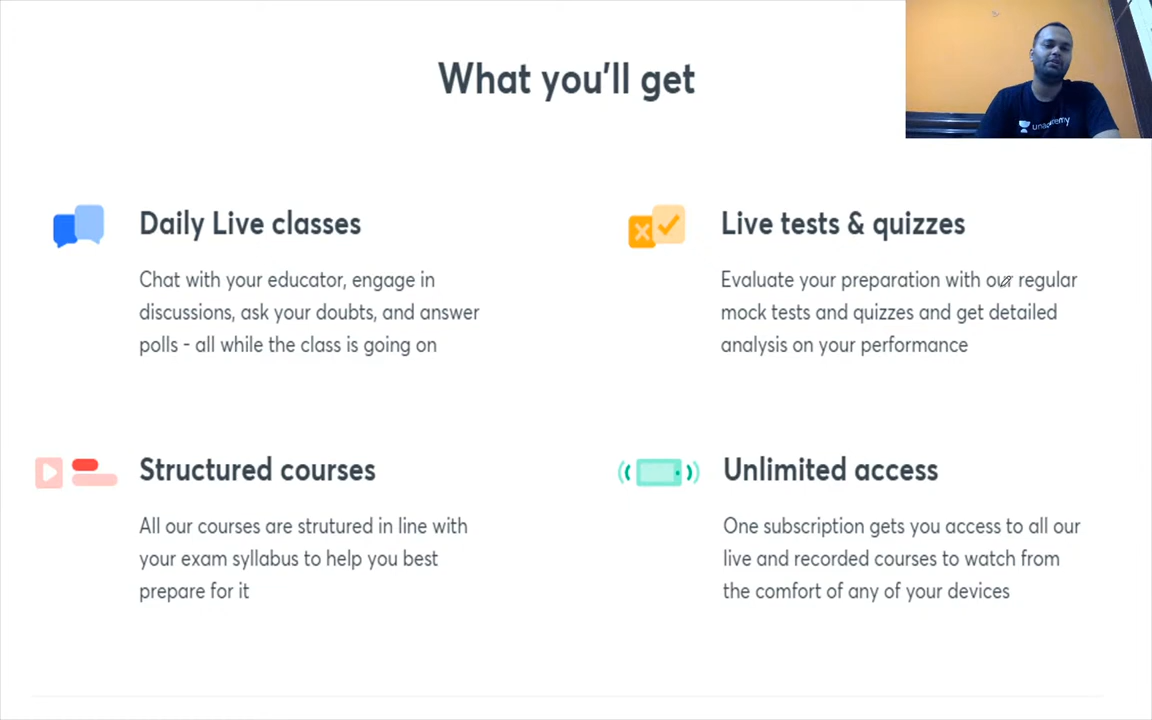 What you'll get
unacademy
Daily Live classes
Chat with your educator, engage in
discussions, ask your doubts, and answer
polls - all while the class is going on
Live tests & quizzes
Evaluate your preparation with our regular
mock tests and quizzes and get detailed
analysis on your performance
Structured courses
All our courses are strutured in line with
your exam syllabus to help you best
prepare for it
Unlimited access
One subscription gets you access to all our
live and recorded courses to watch from
the comfort of any of your devices